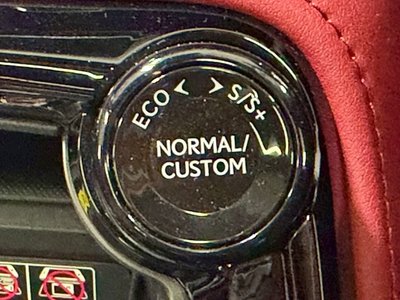 ECO < > S/S+
NORMAL/
CUSTOM